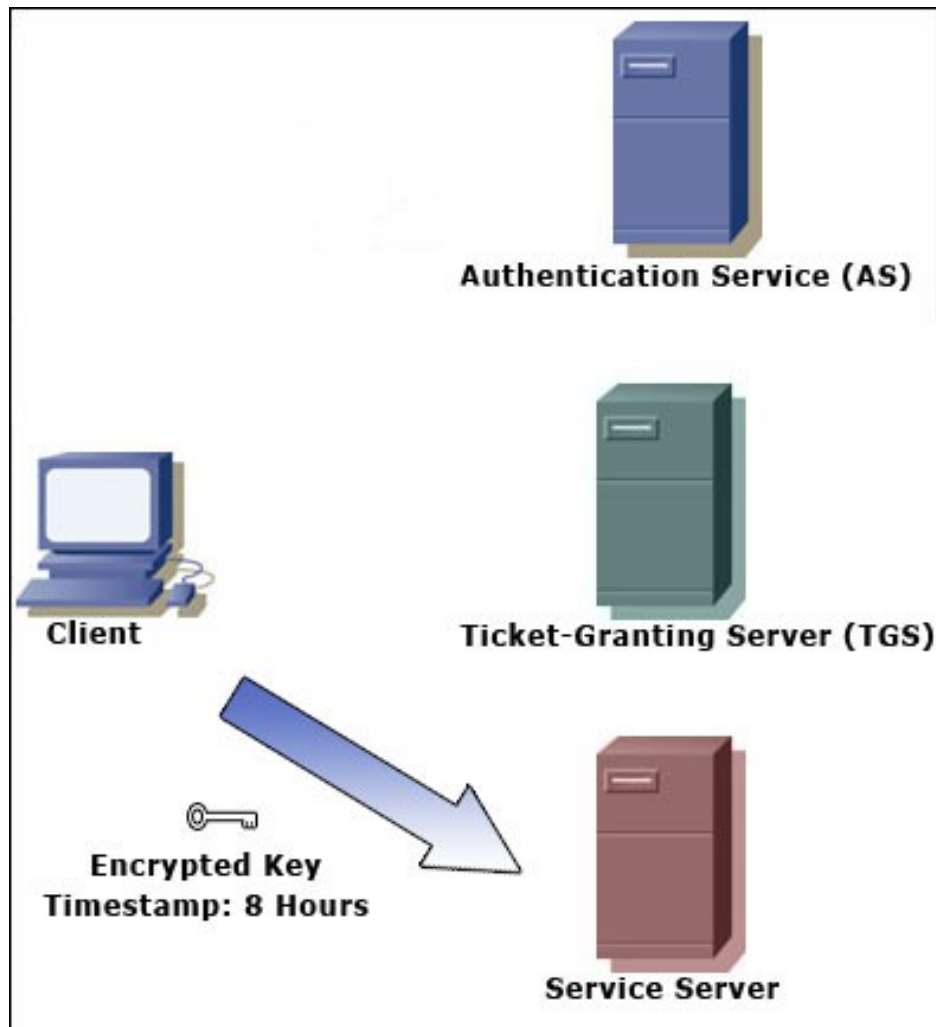 Authentication Service (AS)
Client
Ticket-Granting Server (TGS)
Encrypted Key
Timestamp: 8 Hours
Service Server